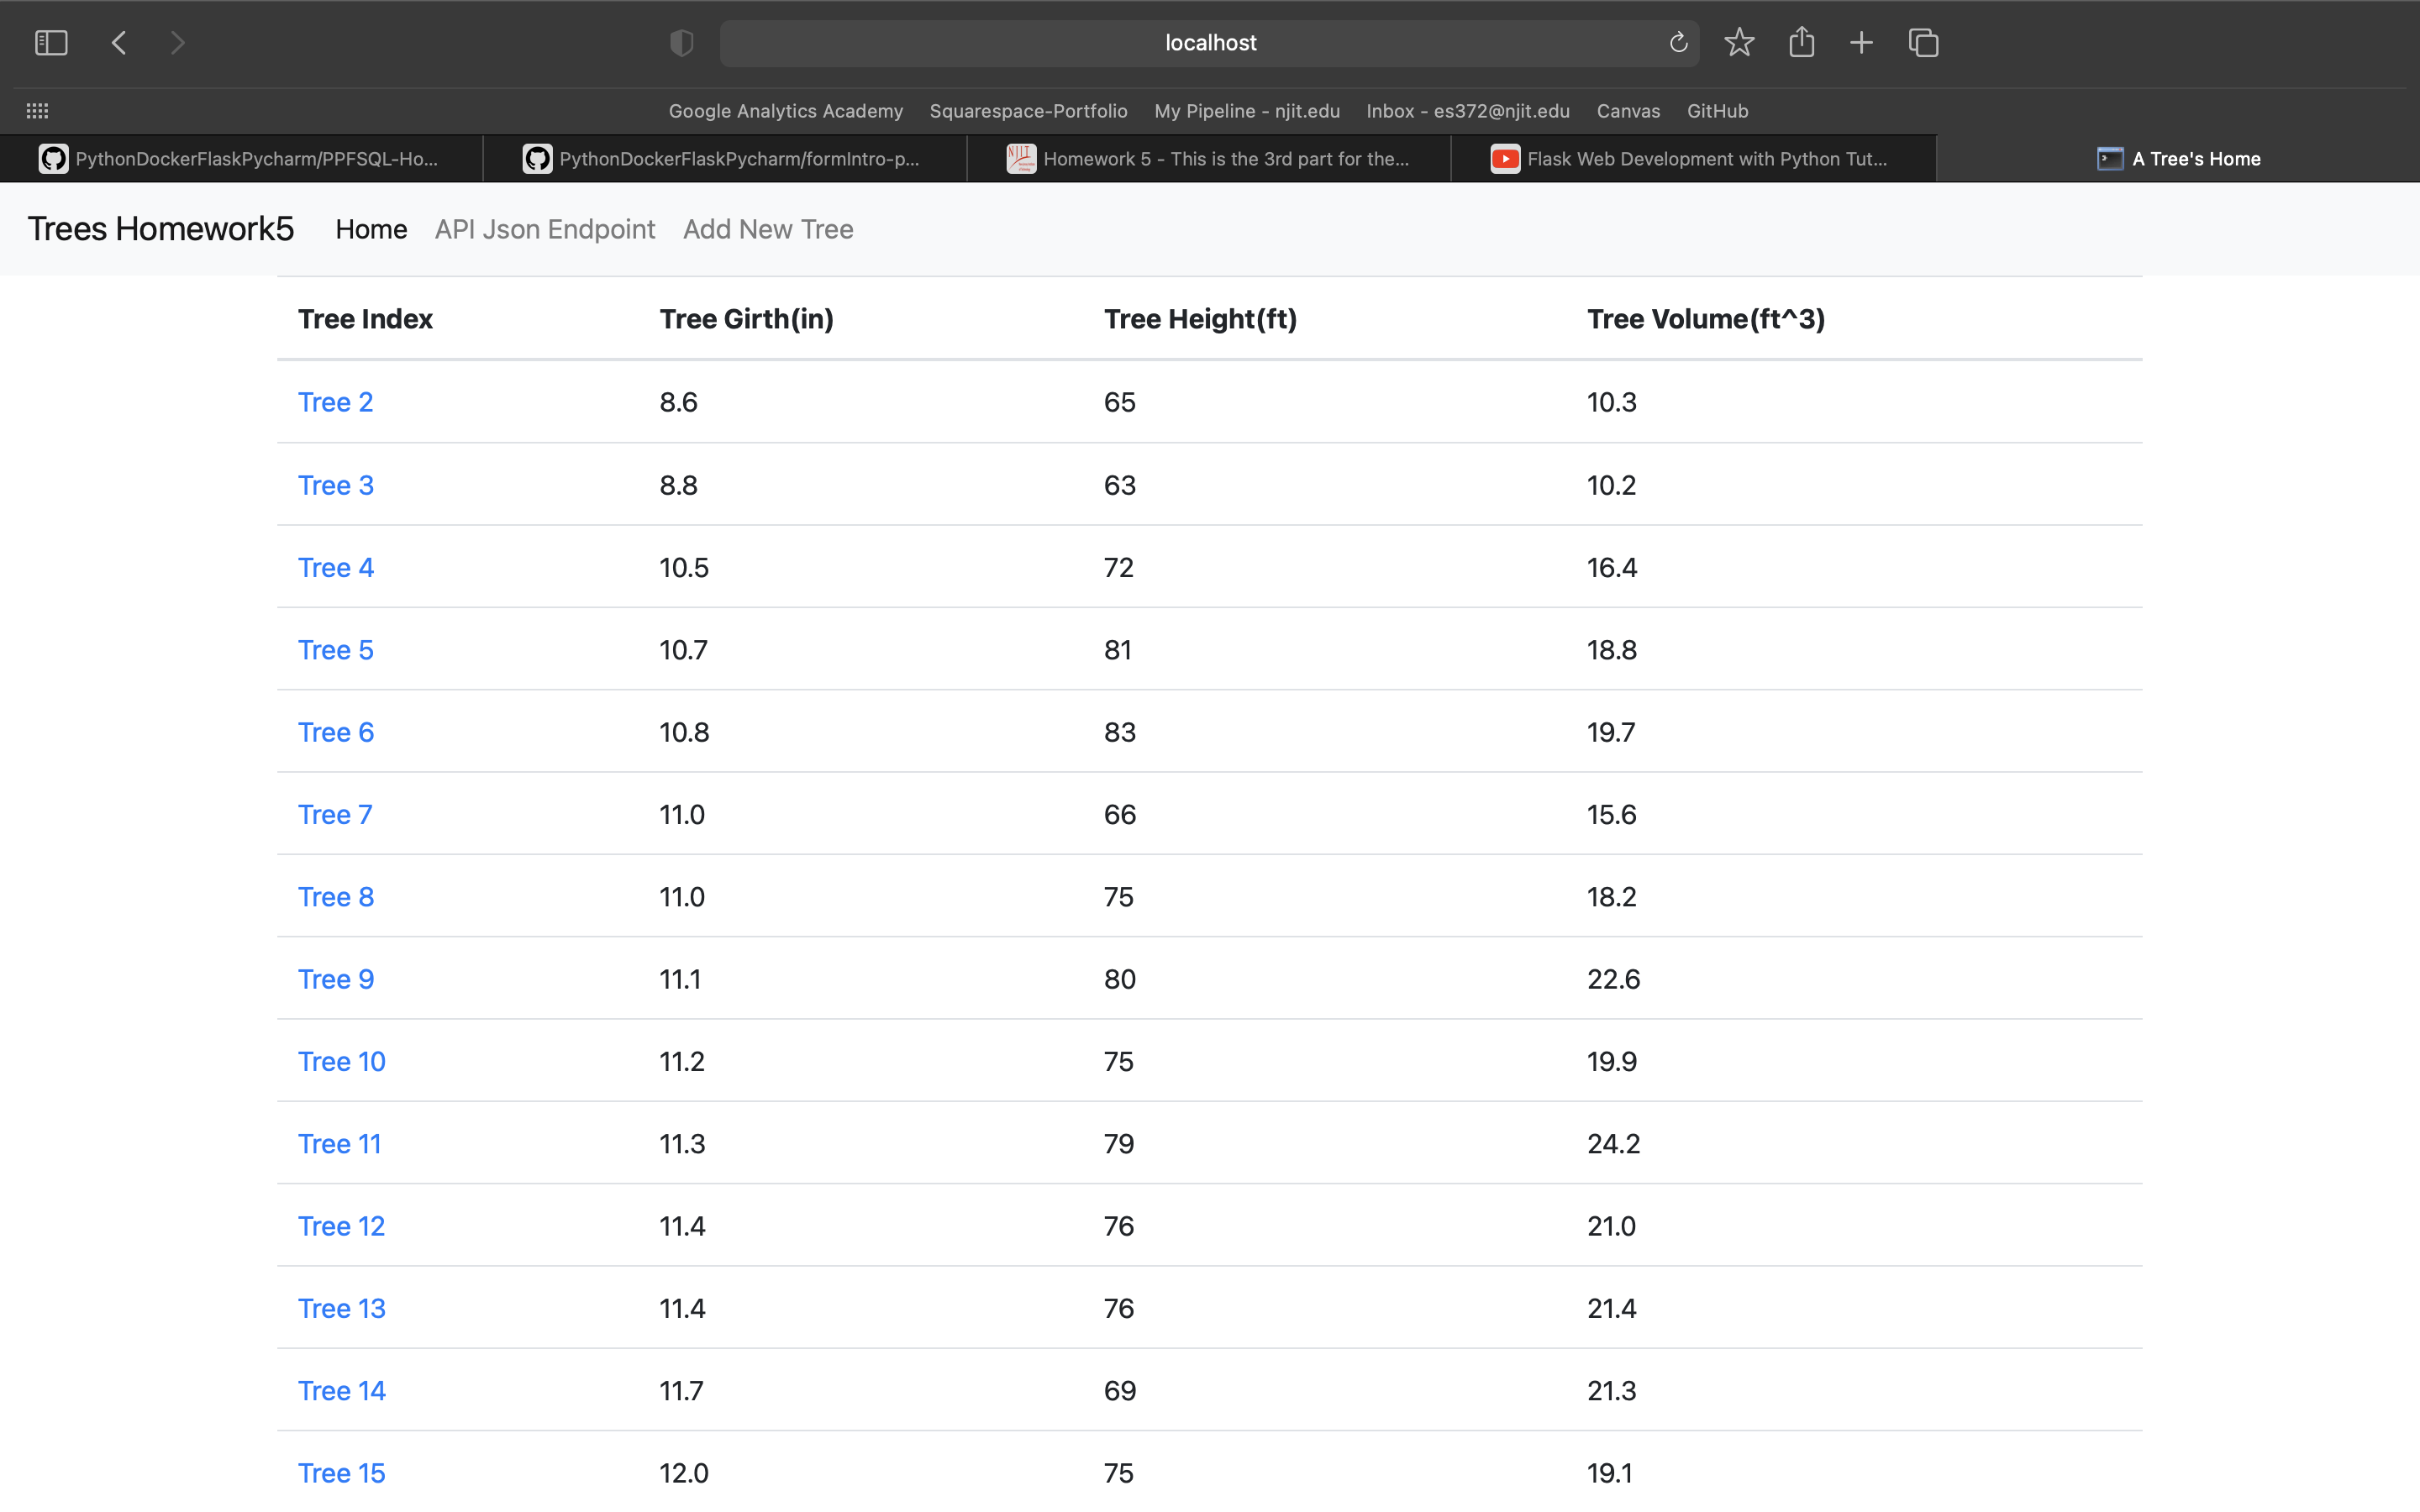 localhost
Google Analytics Academy Squarespace-Portfolio My Pipeline - njit.edu Inbox - es372@njit.edu Canvas GitHub
PythonDockerFlaskPycharm/PPFSQL-Ho... PythonDockerFlaskPycharm/formIntro-p... NJIT Homework 5 - This is the 3rd part for the... Flask Web Development with Python Tut... A Tree's Home
Trees Homework5 Home API Json Endpoint Add New Tree
Tree Index Tree Girth(in) Tree Height(ft) Tree Volume(ft^3)
Tree 2 8.6 65 10.3
Tree 3 8.8 63 10.2
Tree 4 10.5 72 16.4
Tree 5 10.7 81 18.8
Tree 6 10.8 83 19.7
Tree 7 11.0 66 15.6
Tree 8 11.0 75 18.2
Tree 9 11.1 80 22.6
Tree 10 11.2 75 19.9
Tree 11 11.3 79 24.2
Tree 12 11.4 76 21.0
Tree 13 11.4 76 21.4
Tree 14 11.7 69 21.3
Tree 15 12.0 75 19.1